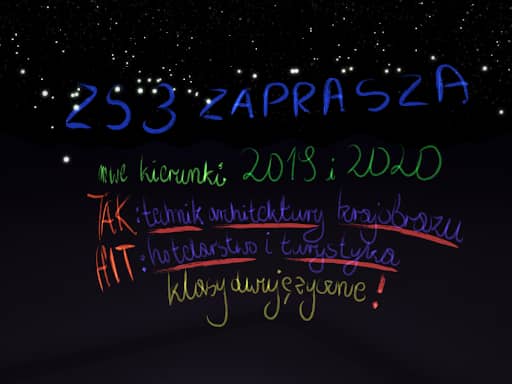 ZS3 ZAPRASZA
nowe kierunki: 2019 i 2020
TAK: technik architektury krajobrazu
HIT: hotelarstwo i turystyka
klasy dwujęzyczne!